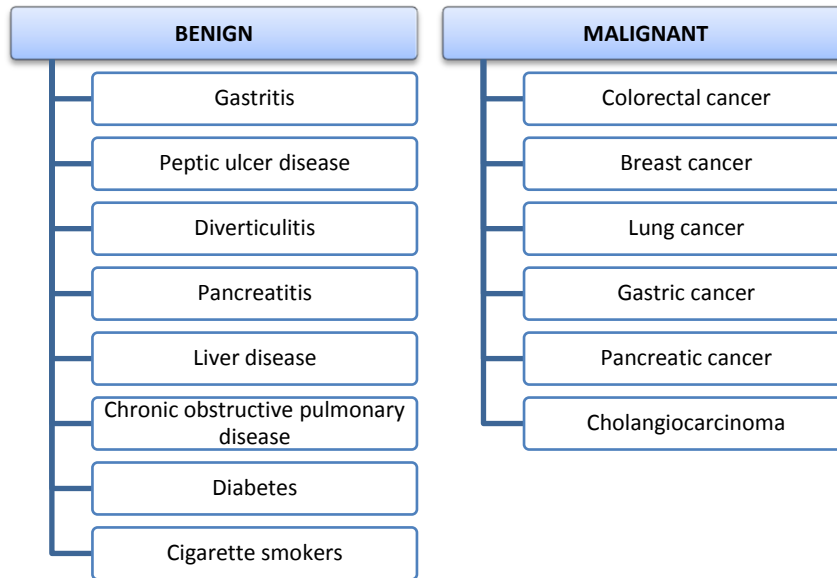 BENIGN
Gastritis
Peptic ulcer disease
Diverticulitis
Pancreatitis
Liver disease
Chronic obstructive pulmonary
disease
Diabetes
Cigarette smokers
MALIGNANT
Colorectal cancer
Breast cancer
Lung cancer
Gastric cancer
Pancreatic cancer
Cholangiocarcinoma